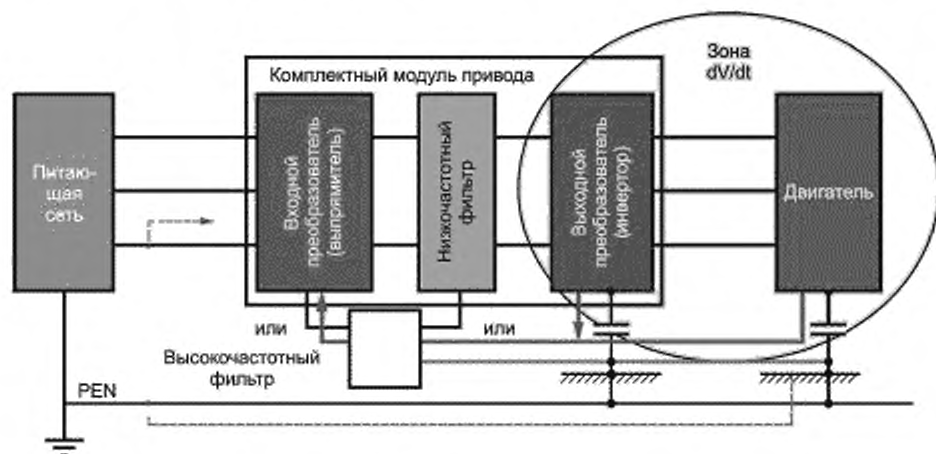 Зона
dV/dt
Комплектный модуль привода
Питаю-
щая
сеть
Входной
преобразователь
(выпрямитель)
Низкочастотный
фильтр
Выходной
преобразователь
(инвертор)
Двигатель
или
или
Высокочастотный
фильтр
PEN